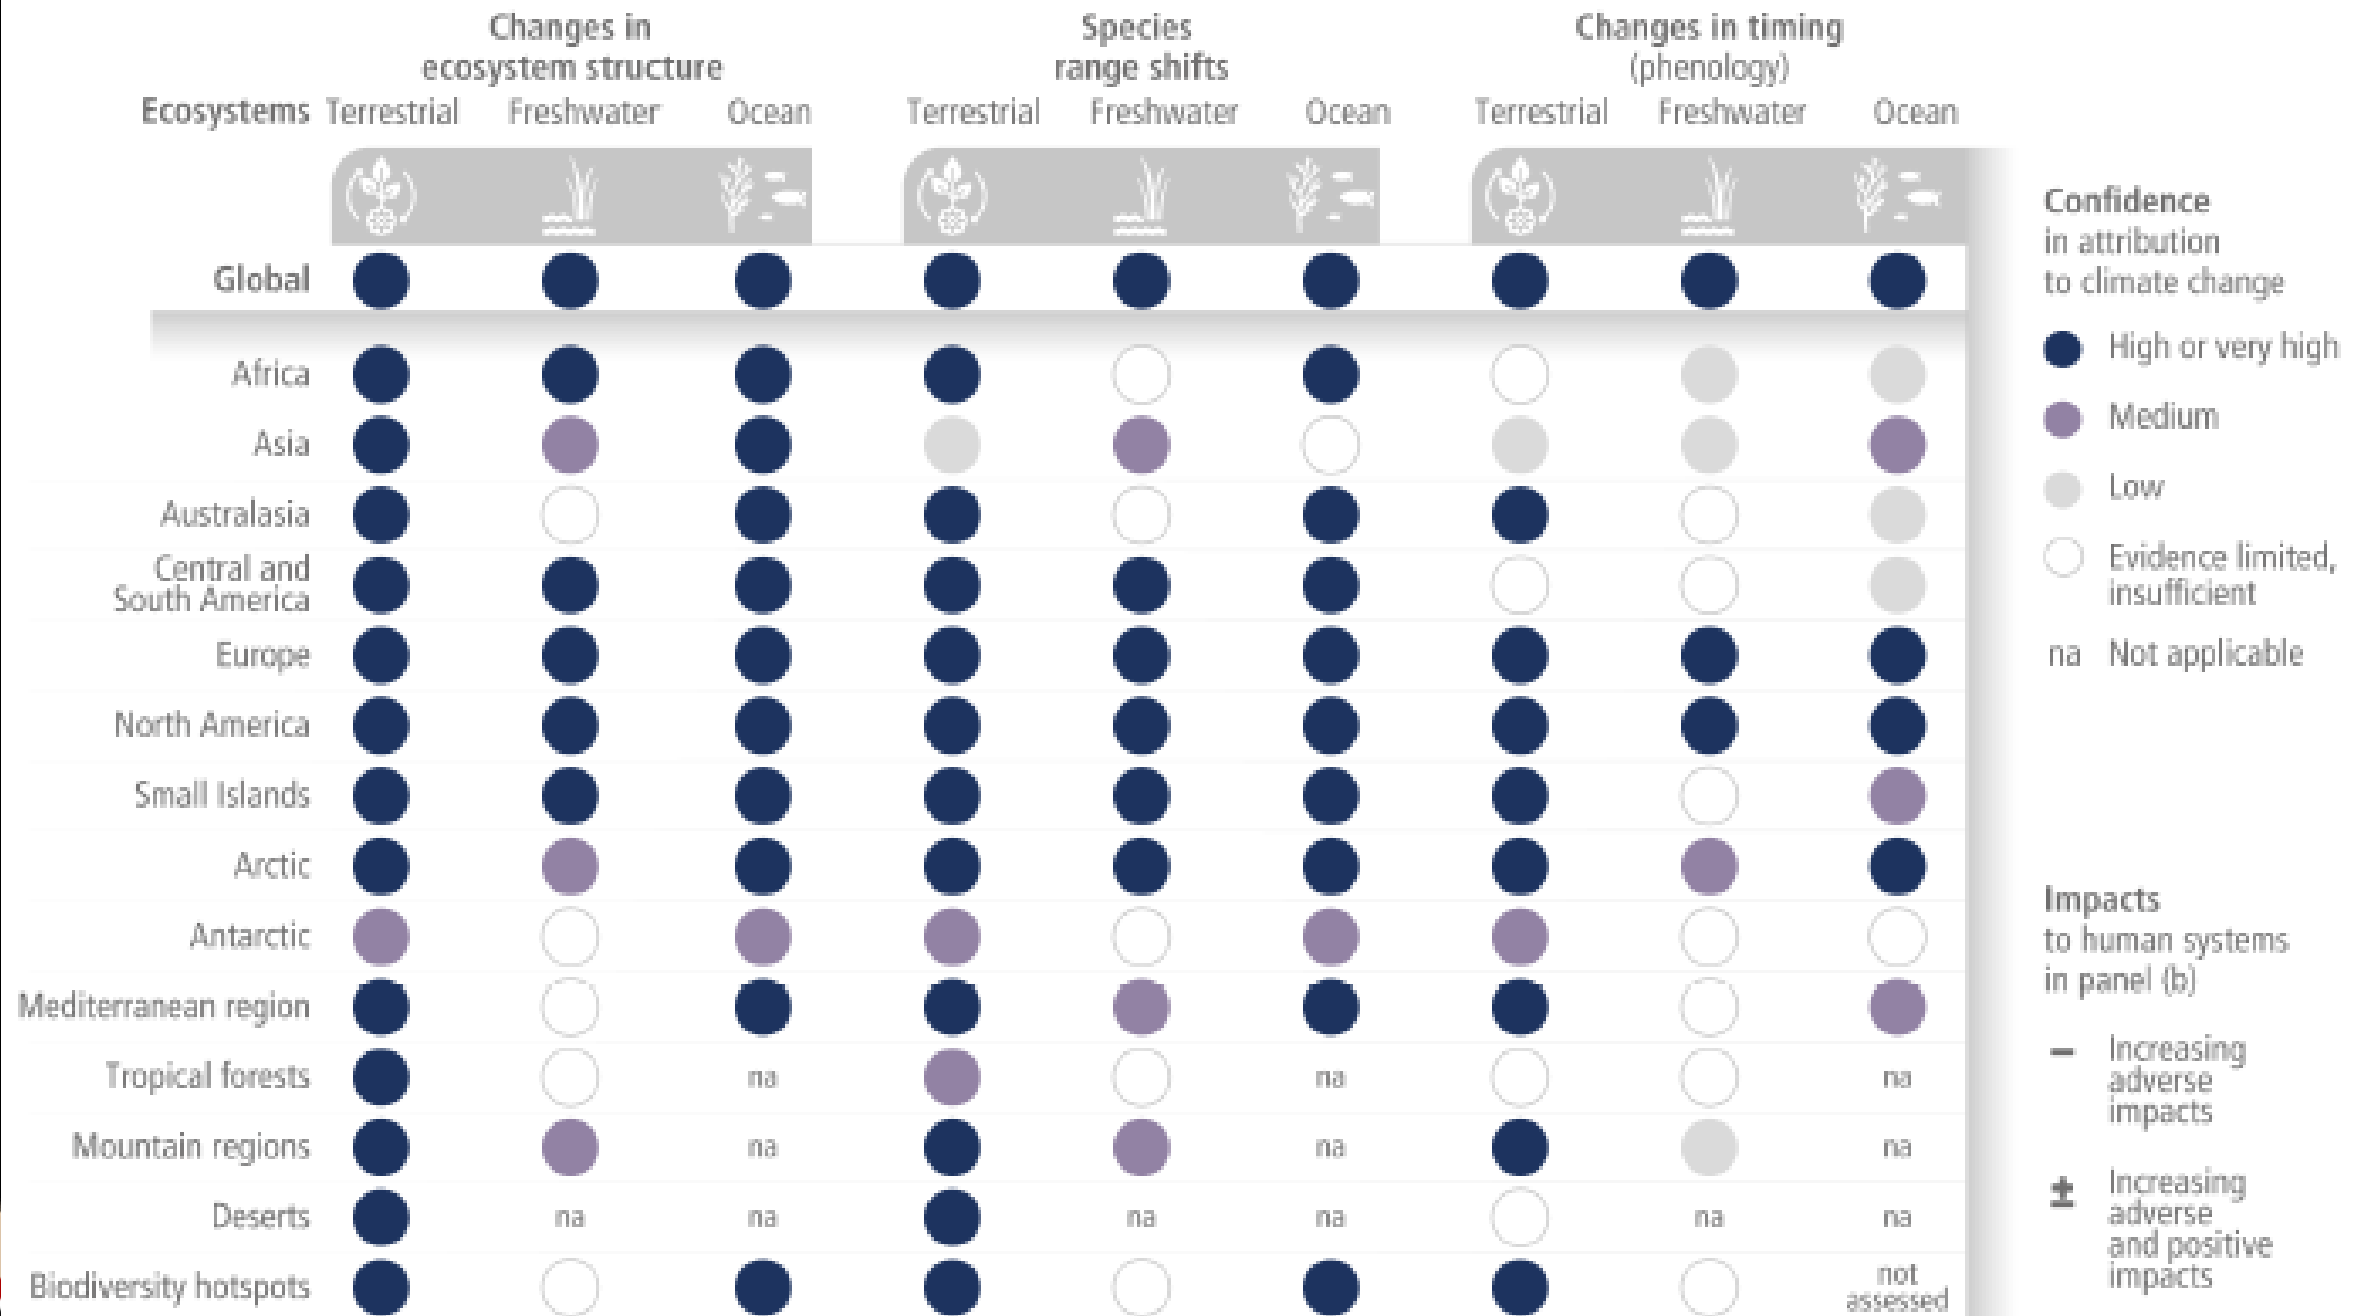 Changes in
ecosystem structure
Species
range shifts
Changes in timing
(phenology)
Ecosystems Terrestrial Freshwater Ocean Terrestrial Freshwater Ocean Terrestrial Freshwater Ocean
Global
Africa
Asia
Australasia
Central and
South America
Europe
North America
Small Islands
Arctic
Antarctic
Mediterranean region
Tropical forests na na na
Mountain regions na na na
Deserts na na na na na na
Biodiversity hotspots not
assessed
Confidence
in attribution
to climate change
High or very high
Medium
Low
Evidence limited,
insufficient
na Not applicable
Impacts
to human systems
in panel (b)
− Increasing
adverse
impacts
± Increasing
adverse
and positive
impacts